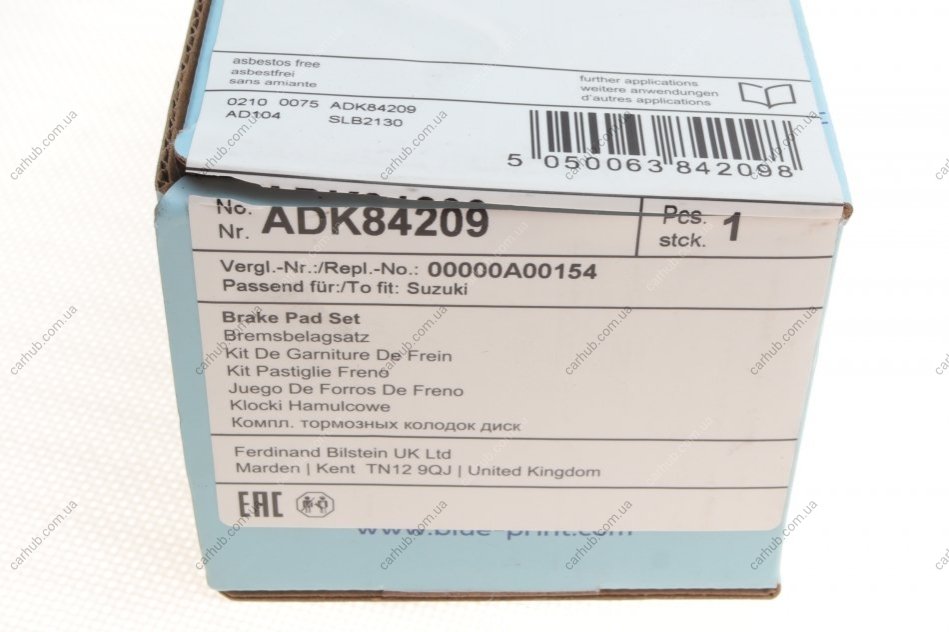 asbestos free
asbestfrei
sans amiante
further applications
weitere anwendungen
d'autres applications
0210 0075 ADK84209
AD104 SLB2130
5 050063 842098
No.
Nr. ADK84209
Pcs.
stck. 1
Vergl.-Nr.:/Repl.-No.: 00000A00154
Passend für:/To fit: Suzuki
Brake Pad Set
Bremsbelagsatz
Kit De Garniture De Frein
Kit Pastiglie Freno
Juego De Forros De Freno
Klocki Hamulcowe
Компл. тормозных колодок диск
Ferdinand Bilstein UK Ltd
Marden | Kent TN12 9QJ | United Kingdom
EAC
www.blue-print.com
carhub.com.ua